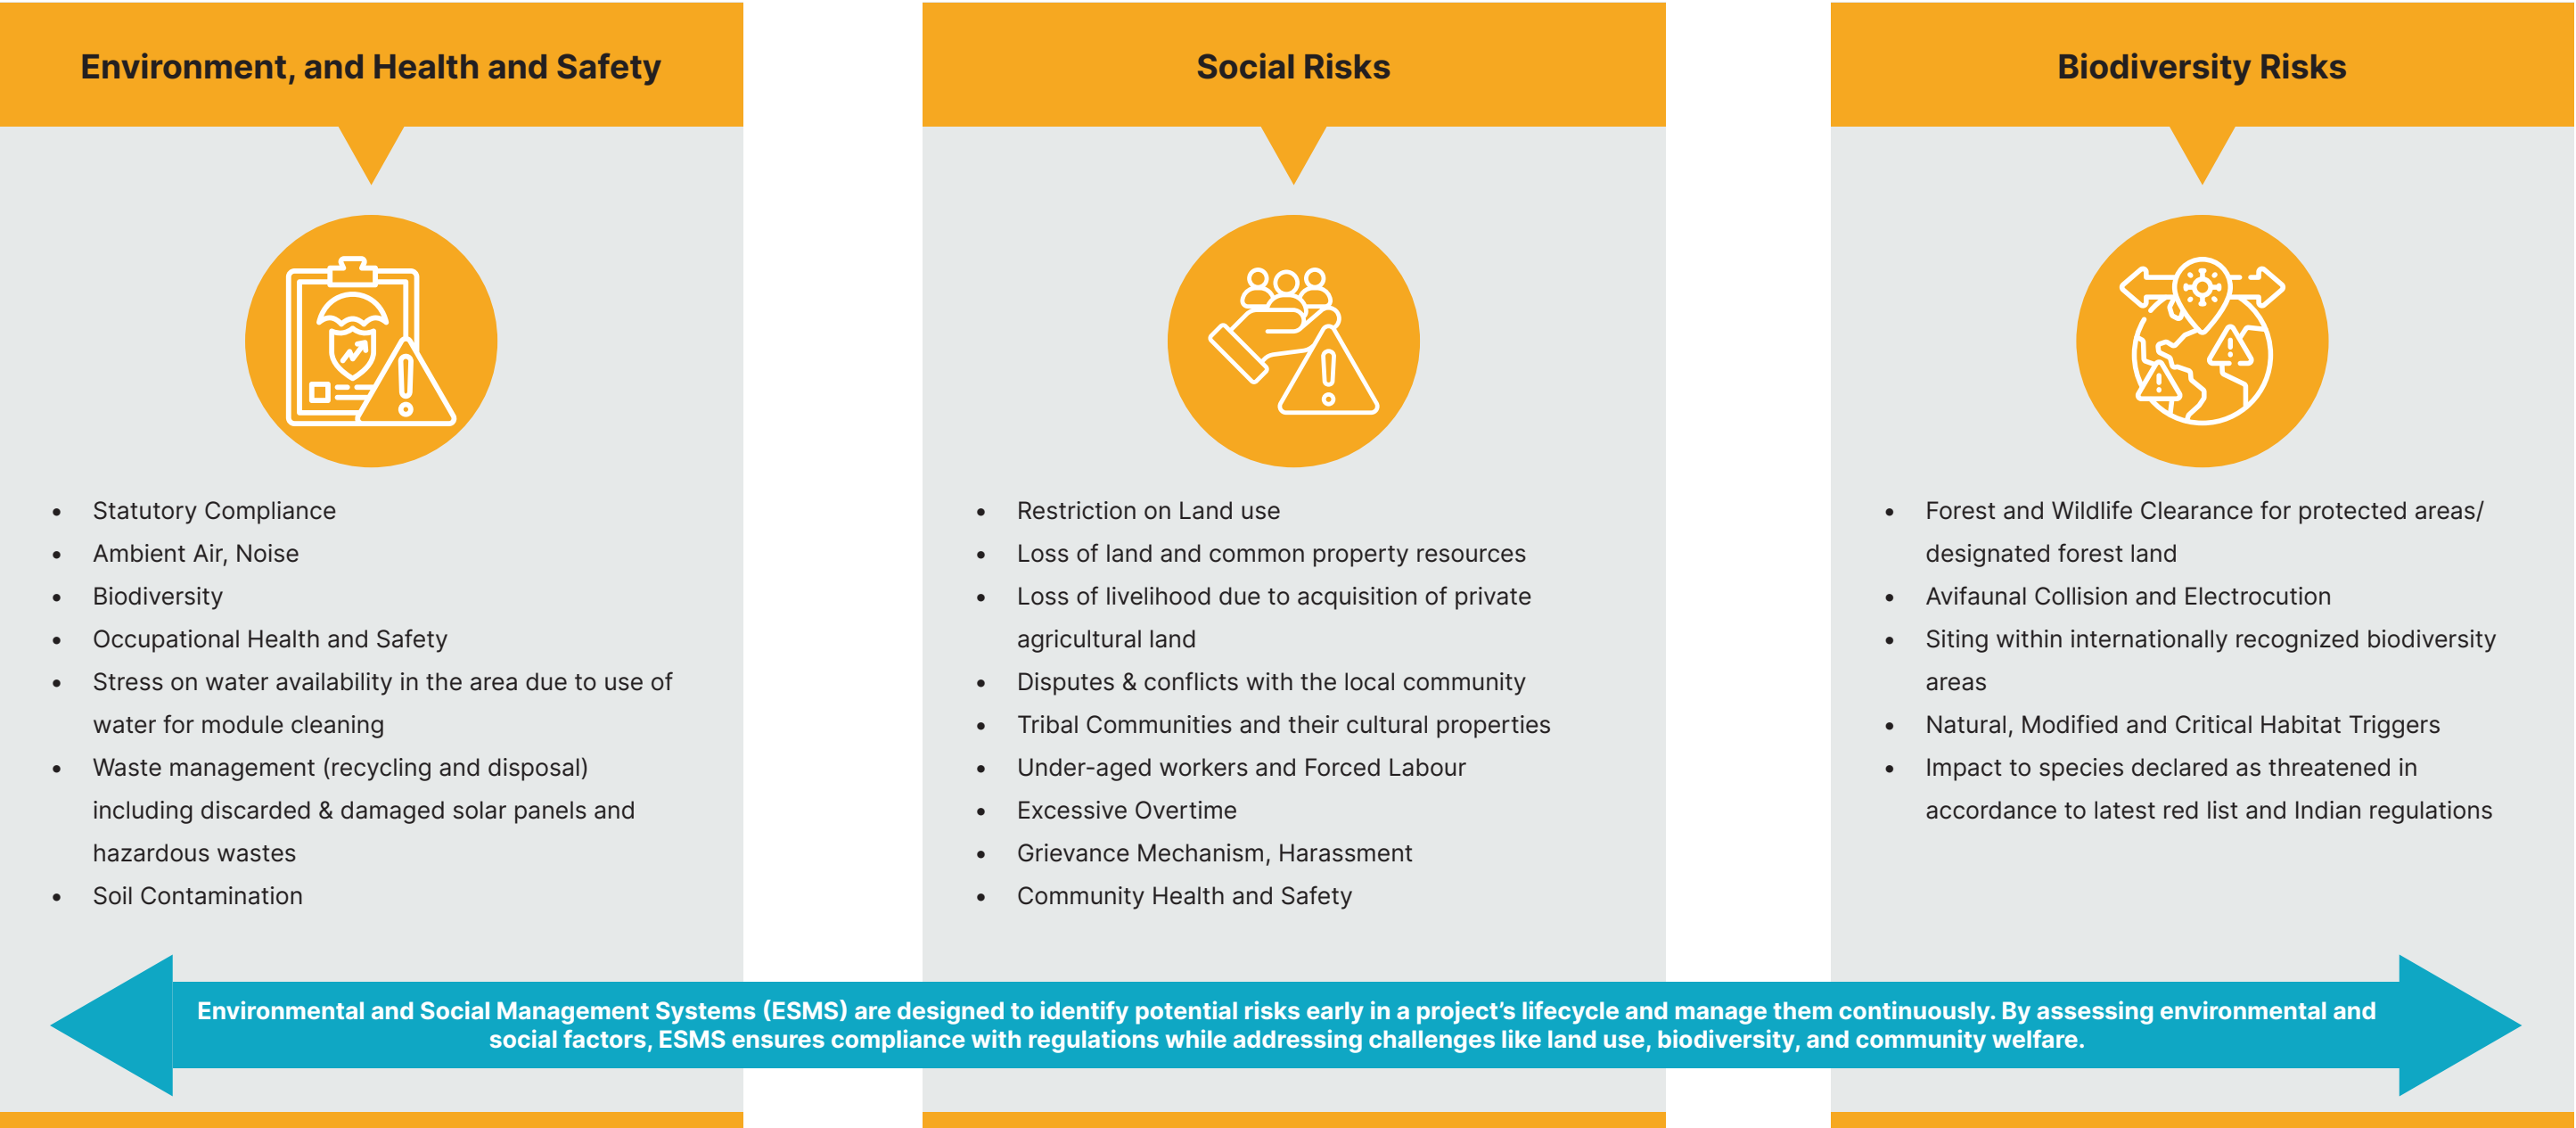 Environment, and Health and Safety
• Statutory Compliance
• Ambient Air, Noise
• Biodiversity
• Occupational Health and Safety
• Stress on water availability in the area due to use of
water for module cleaning
• Waste management (recycling and disposal)
including discarded & damaged solar panels and
hazardous wastes
• Soil Contamination
Social Risks
• Restriction on Land use
• Loss of land and common property resources
• Loss of livelihood due to acquisition of private
agricultural land
• Disputes & conflicts with the local community
• Tribal Communities and their cultural properties
• Under-aged workers and Forced Labour
• Excessive Overtime
• Grievance Mechanism, Harassment
• Community Health and Safety
Biodiversity Risks
• Forest and Wildlife Clearance for protected areas/
designated forest land
• Avifaunal Collision and Electrocution
• Siting within internationally recognized biodiversity
areas
• Natural, Modified and Critical Habitat Triggers
• Impact to species declared as threatened in
accordance to latest red list and Indian regulations
Environmental and Social Management Systems (ESMS) are designed to identify potential risks early in a project’s lifecycle and manage them continuously. By assessing environmental and
social factors, ESMS ensures compliance with regulations while addressing challenges like land use, biodiversity, and community welfare.